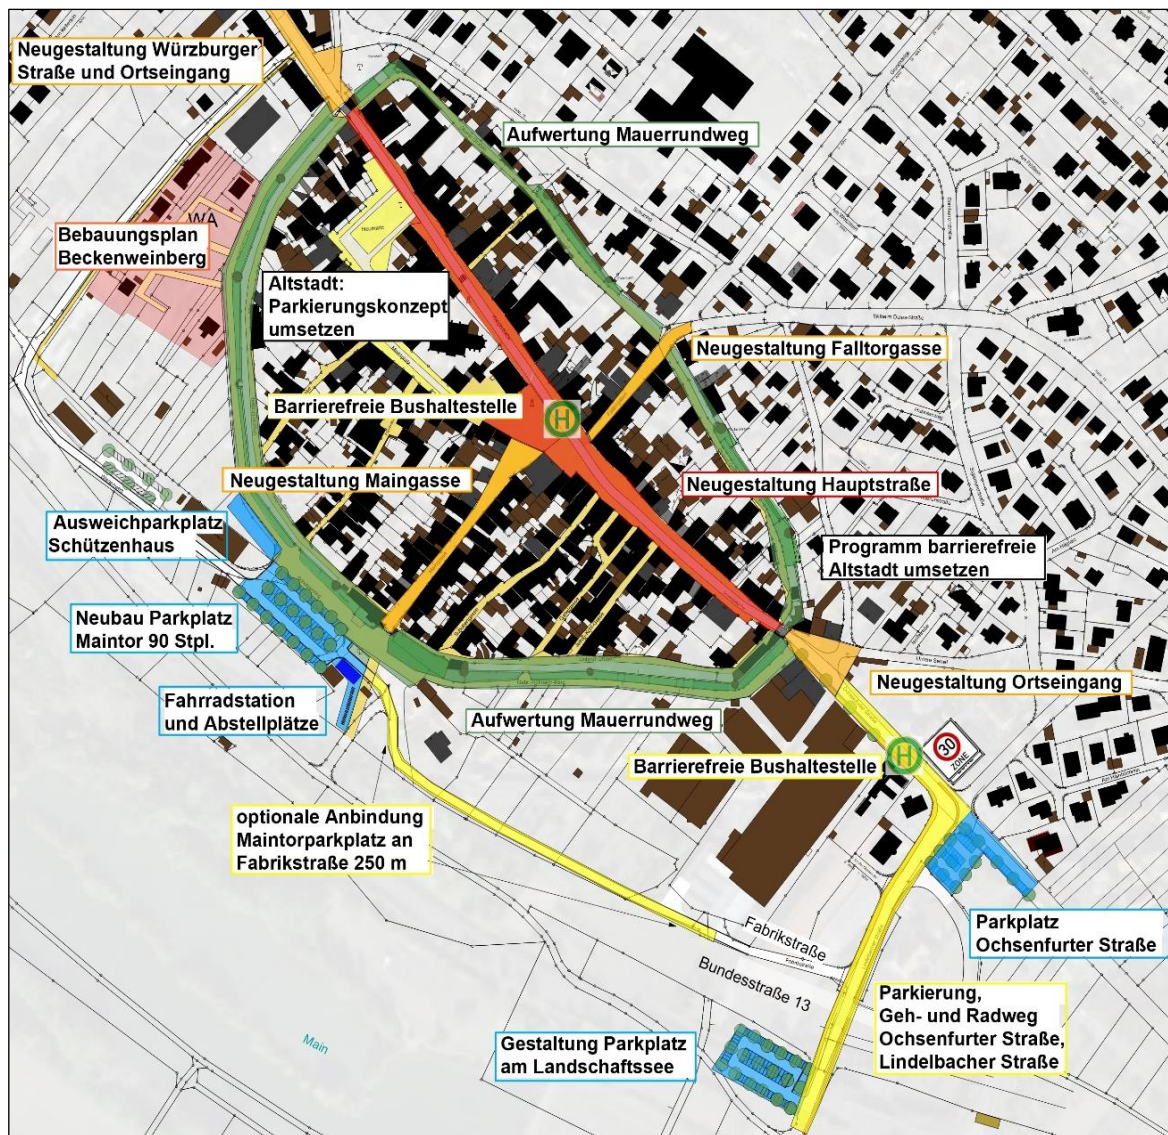 Neugestaltung Würzburger
Straße und Ortseingang
Aufwertung Mauerrundweg
WA
Bebauungsplan
Beckenweinberg
Altstadt:
Parkierungskonzept
umsetzen
Neugestaltung Falltorgasse
Barrierefreie Bushaltestelle
H
Neugestaltung Maingasse
Neugestaltung Hauptstraße
Ausweichparkplatz
Schützenhaus
Programm barrierefreie
Altstadt umsetzen
Neubau Parkplatz
Maintor 90 Stpl.
Neugestaltung Ortseingang
Fahrradstation
und Abstellplätze
Aufwertung Mauerrundweg
Barrierefreie Bushaltestelle
H
30
ZONE
optionale Anbindung
Maintorparkplatz an
Fabrikstraße 250 m
Fabrikstraße
Parkplatz
Ochsenfurter Straße
Bundesstraße 13
Parkierung,
Geh- und Radweg
Ochsenfurter Straße,
Lindelbacher Straße
Main
Gestaltung Parkplatz
am Landschaftssee